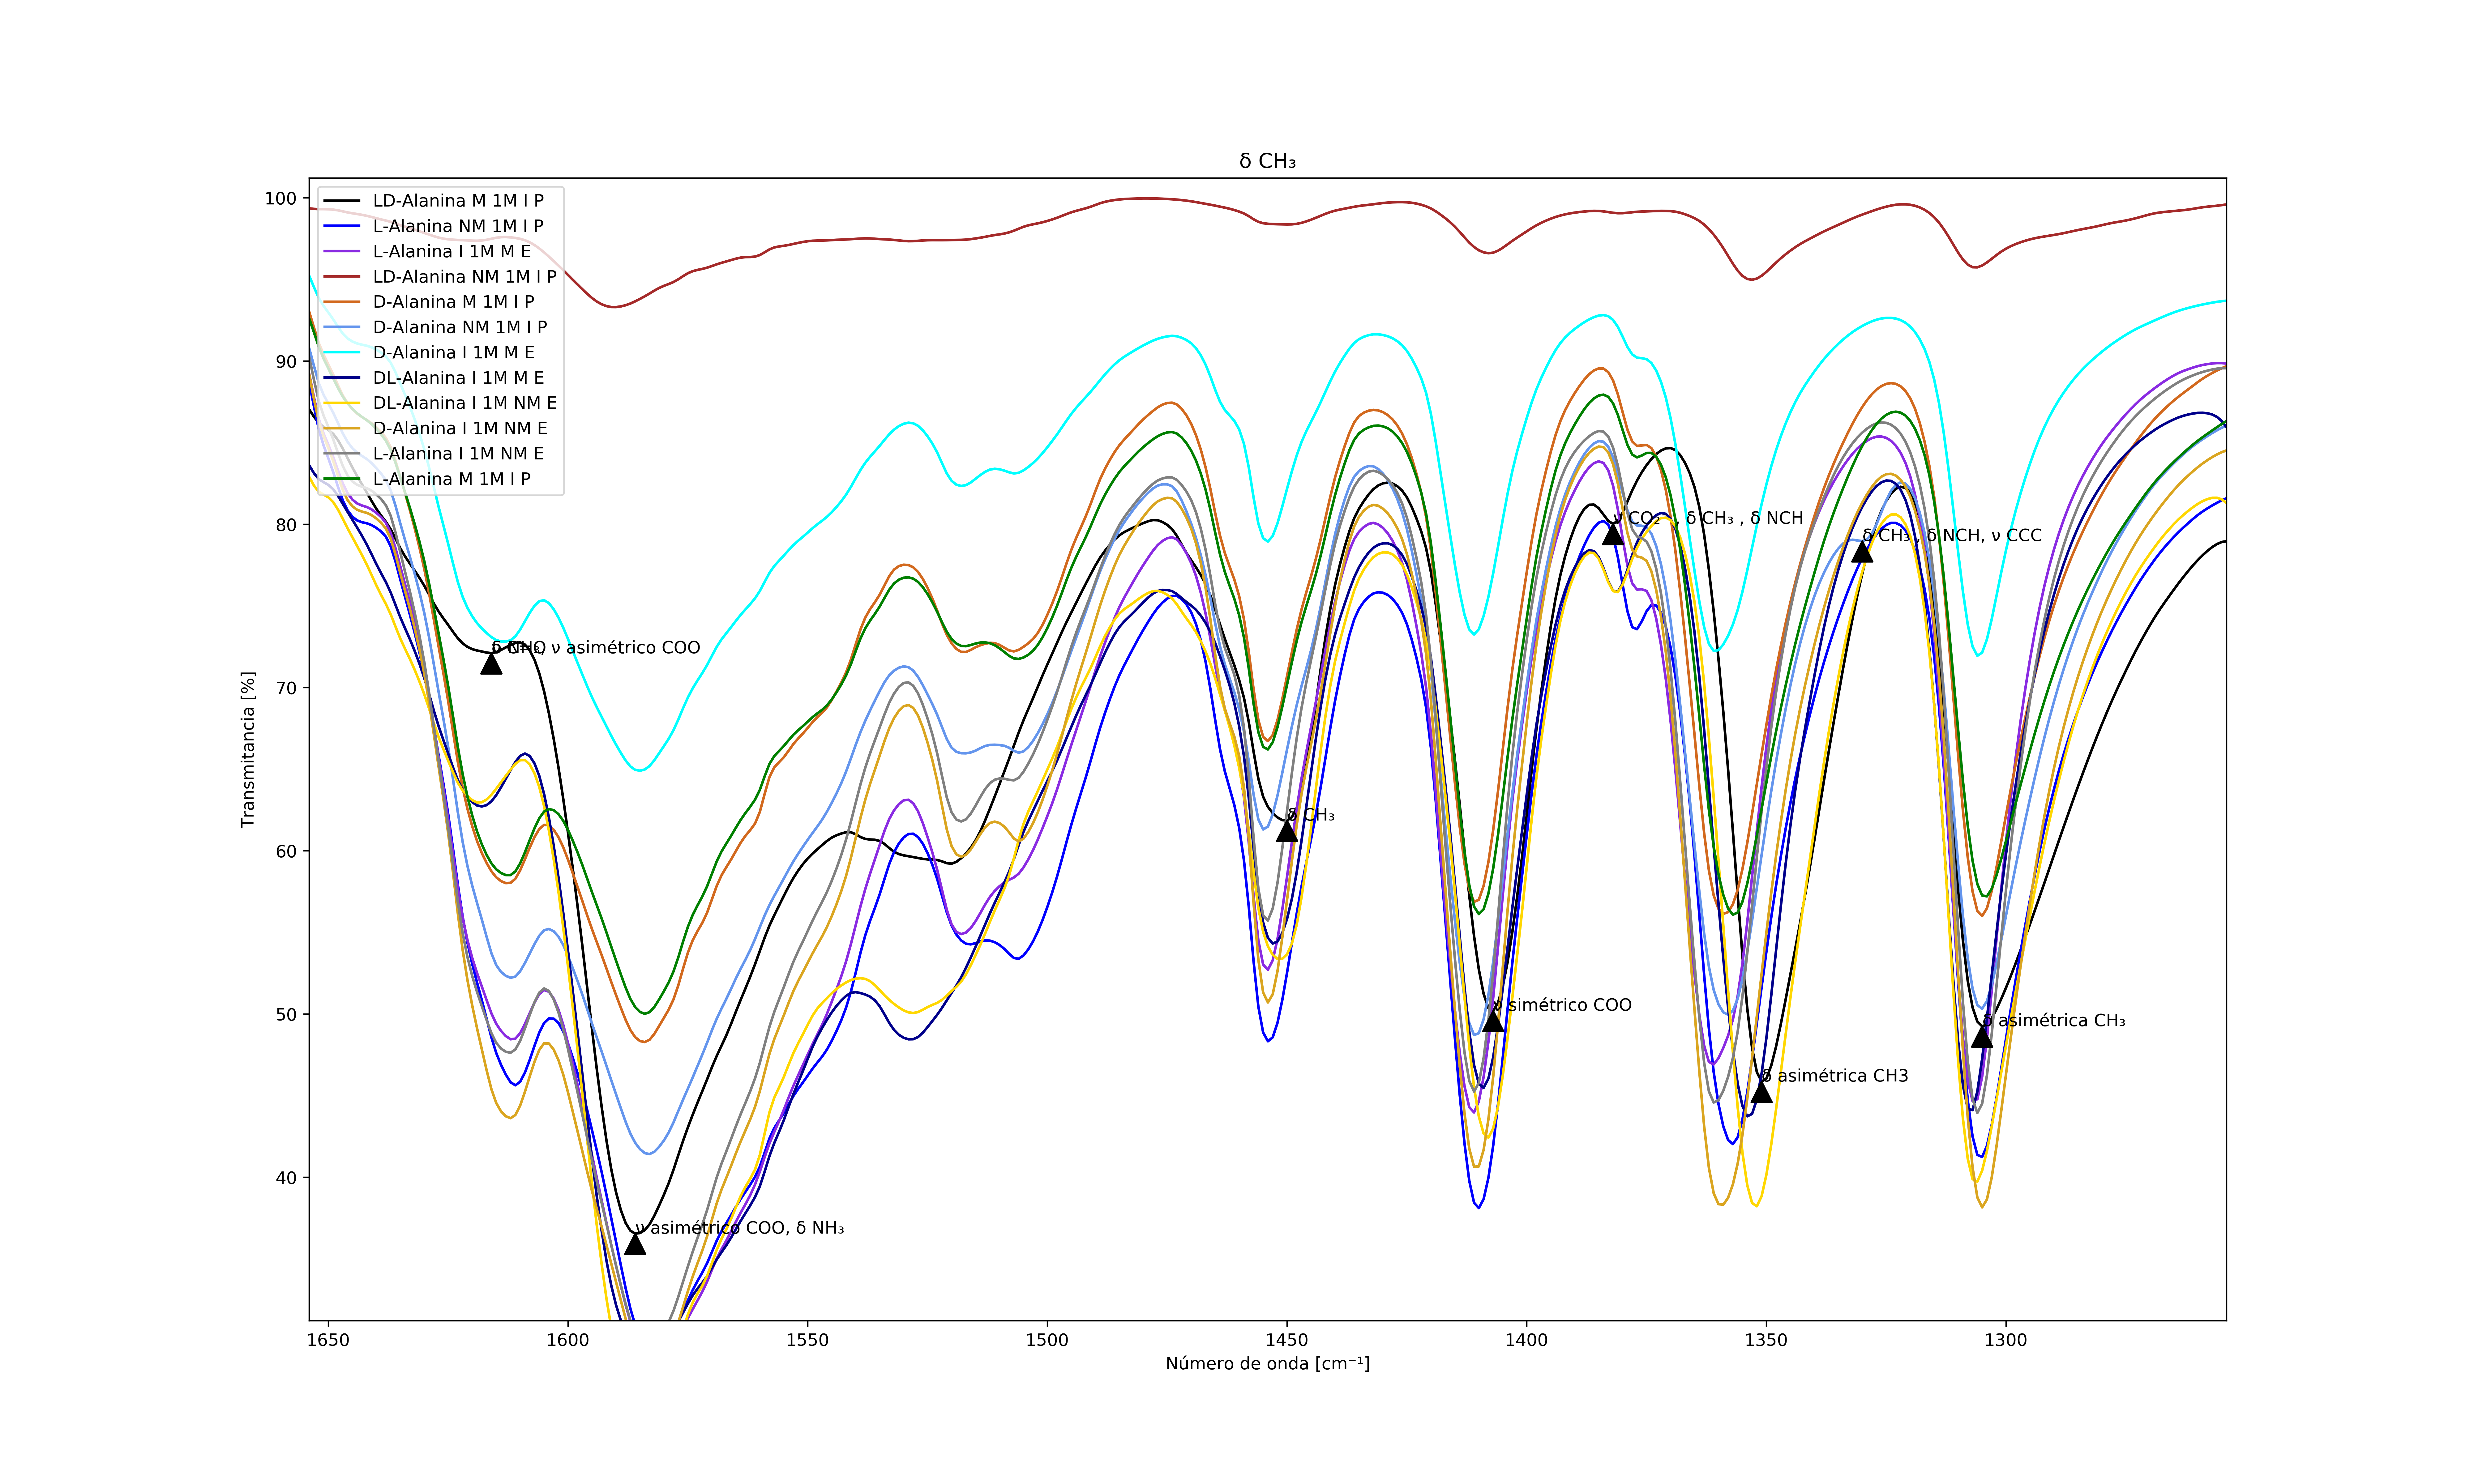 δ CH₃
100
90
80
70
60
50
40
Transmitancia [%]
LD-Alanina M 1M I P
L-Alanina NM 1M I P
L-Alanina I 1M M E
LD-Alanina NM 1M I P
D-Alanina M 1M I P
D-Alanina NM 1M I P
D-Alanina I 1M M E
DL-Alanina I 1M M E
DL-Alanina I 1M NM E
D-Alanina I 1M NM E
L-Alanina I 1M NM E
L-Alanina M 1M I P
ν CO₂⁻, δ CH₃ , δ NCH
δ CH₃ , δ NCH, ν CCC
ν asimétrico COO
δ CH₃
ν simétrico COO
δ asimétrica CH₃
δ asimétrica CH3
ν asimétrico COO, δ NH₃
1650
1600
1550
1500
1450
1400
1350
1300
Número de onda [cm⁻¹]